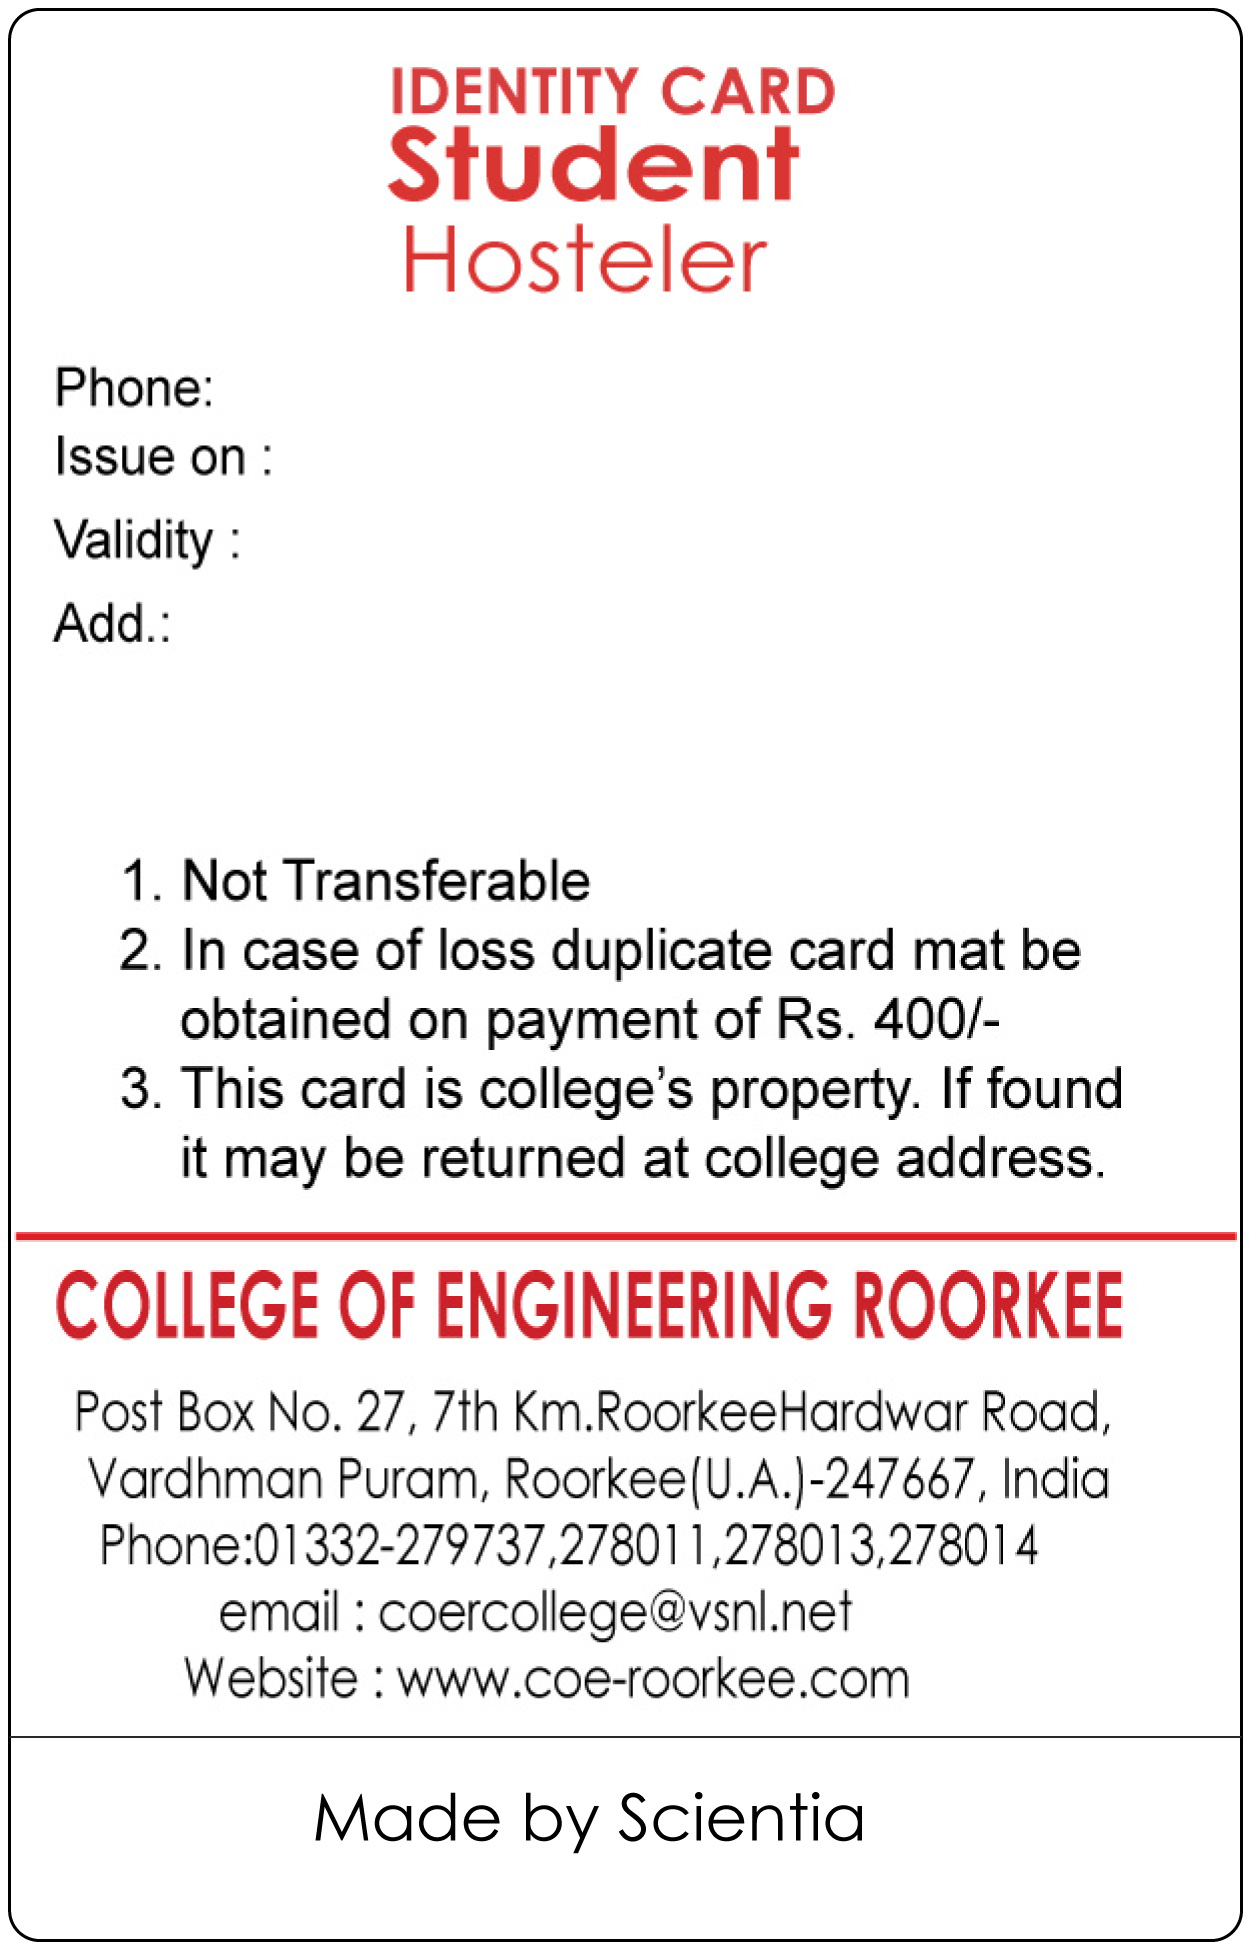 IDENTITY CARD
Student
Hosteler
Phone:
Issue on :
Validity :
Add.:
1. Not Transferable
2. In case of loss duplicate card mat be
obtained on payment of Rs. 400/-
3. This card is college’s property. If found
it may be returned at college address.
COLLEGE OF ENGINEERING ROORKEE
Post Box No. 27, 7th Km.RoorkeeHardwar Road,
Vardhman Puram, Roorkee(U.A.)-247667, India
Phone:01332-279737,278011,278013,278014
email : coercollege@vsnl.net
Website : www.coe-roorkee.com
Made by Scientia